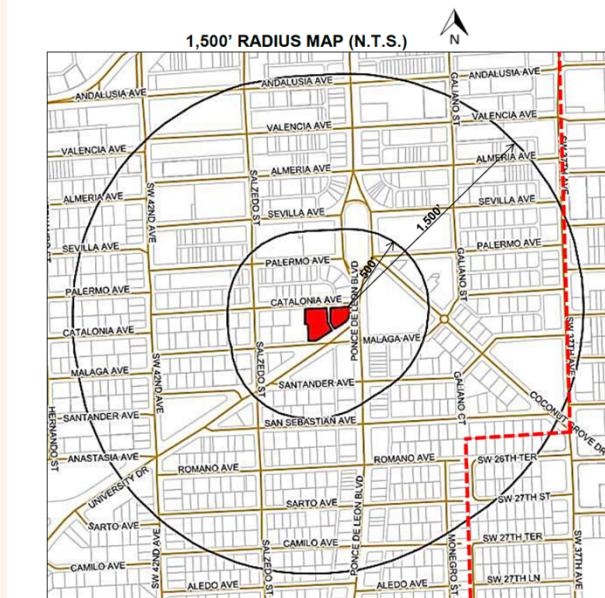 N
1,500' RADIUS MAP (N.T.S.)
ANDALUSIA AVE
ANDALUSIA AVE
ANDALUSIA AVE
GALIANO ST
VALENCIA AVE
VALENCIA AVE
VALENCIA AVE
SW 37TH AVE
ALMERIA AVE
ALMERIA AVE
SALZEDO ST
SW 42ND AVE
ALMERIA AVE
SEVILLA AVE
SEVILLA AVE
1,500'
SEVILLA AVE
PALERMO AVE
PALERMO AVE
GALIANO ST
500'
PONCE DE LEON BLVD
PALERMO AVE
CATALONIA AVE
CATALONIA AVE
MALAGA AVE
SW 37TH AVE
SALZEDO ST
SW 42ND AVE
MALAGA AVE
SANTANDER AVE
GALIANO CT
COCONUT GROVE DR
HERNANDO ST
SANTANDER AVE
SAN SEBASTIAN AVE
ANASTASIA AVE
ROMANO AVE
ROMANO AVE
SW 26TH TER
UNIVERSITY DR
PONCE DE LEON BLVD
SARTO AVE
SW 27TH ST
SARTO AVE
CAMILO AVE
SW 27TH TER
SW 42ND AVE
SALZEDO ST
MONEGRO ST
SW 37TH AVE
CAMILO AVE
ALEDO AVE
ALEDO AVE
SW 27TH LN